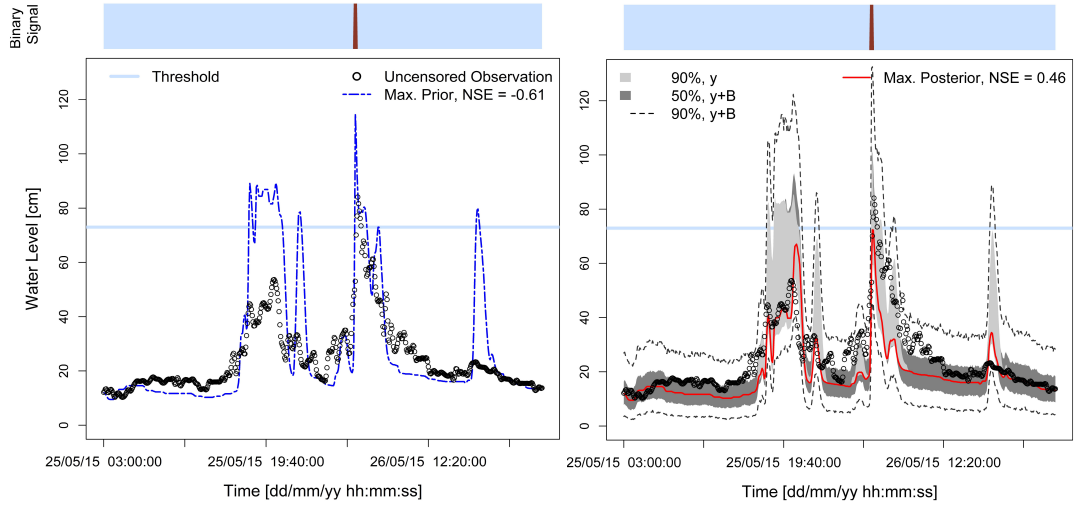 Binary
Signal
Threshold
Uncensored Observation
Max. Prior, NSE = -0.61
Water Level [cm]
0
20
40
60
80
100
120
25/05/15 03:00:00
25/05/15 19:40:00
26/05/15 12:20:00
Time [dd/mm/yy hh:mm:ss]
90%, y
50%, y+B
90%, y+B
Max. Posterior, NSE = 0.46
0
20
40
60
80
100
120
25/05/15 03:00:00
25/05/15 19:40:00
26/05/15 12:20:00
Time [dd/mm/yy hh:mm:ss]